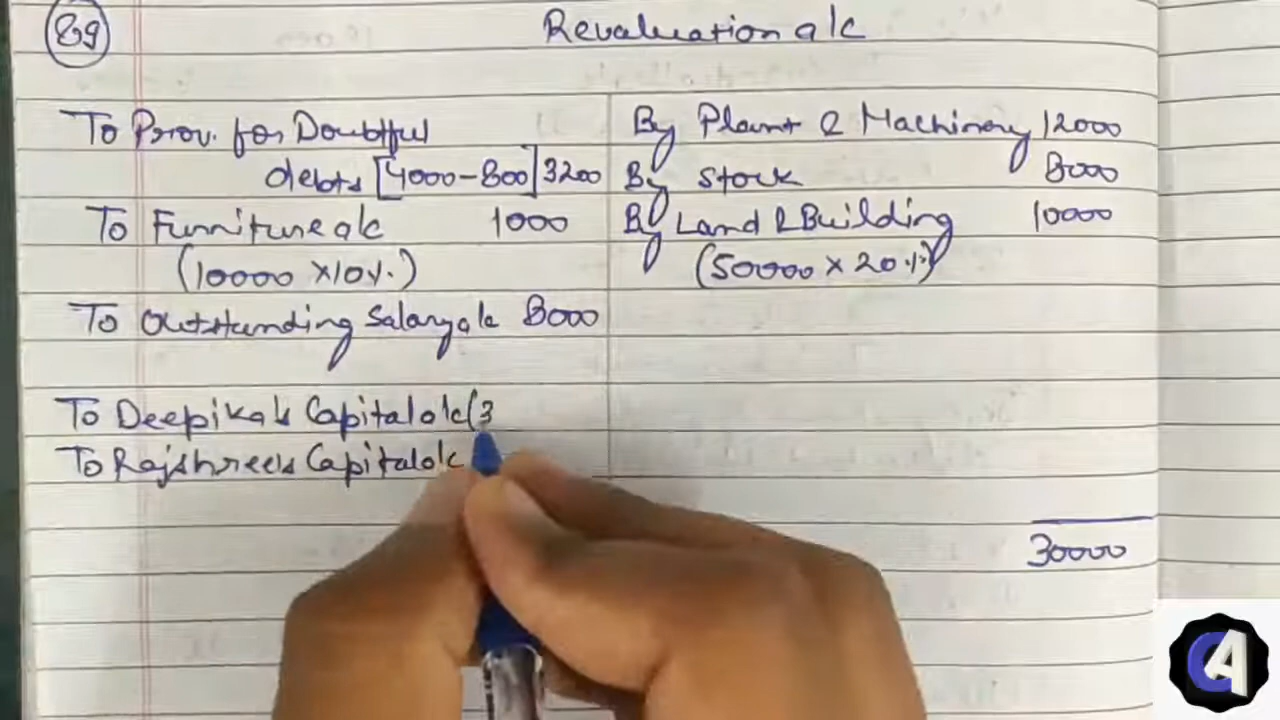 89
Revaluation a/c
To Prov. for Doubtful
debts [4000-800] 3200
To Furniture a/c 1000
(10000 x10%.)
To Outstanding Salary a/c 8000
To Deepika's Capital a/c (3
To Rajshree's Capital a/c
By Plant & Machinery 12000
By Stock 8000
By Land & Building 10000
(50000 x 20%)
30000
CA